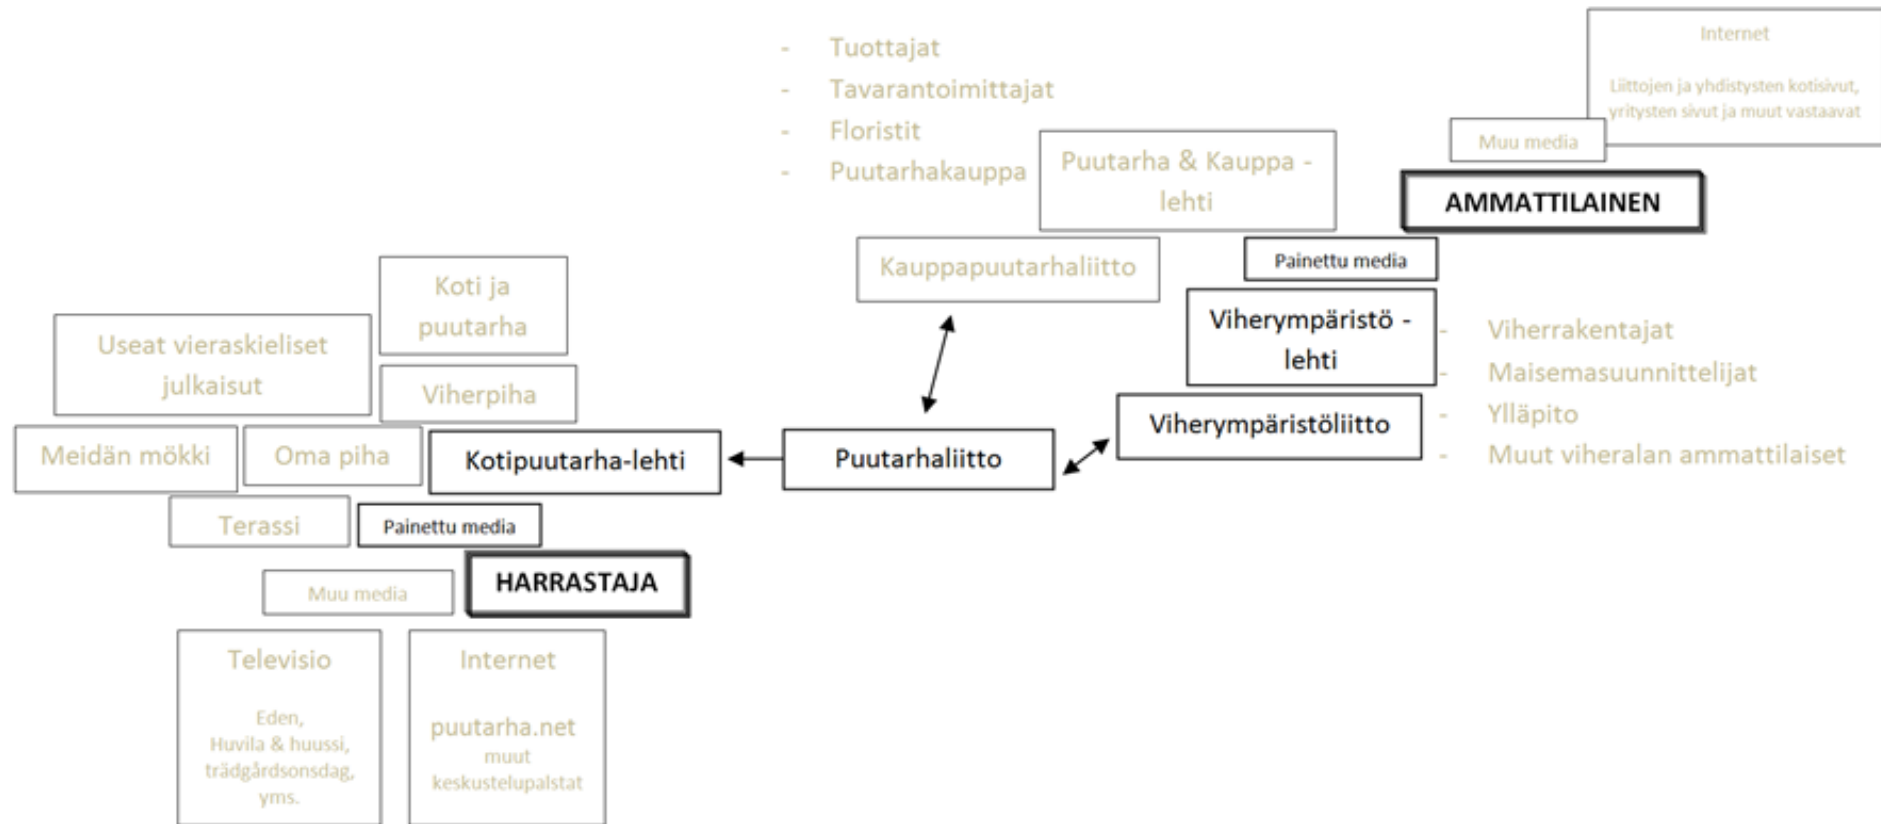 - Tuottajat
- Tavarantoimittajat
- Floristit
- Puutarhakauppa
Internet
Liittojen ja yhdistysten kotisivut,
yritysten sivut ja muut vastaavat
Muu media
AMMATTILAINEN
Puutarha & Kauppa -
lehti
Kauppapuutarhaliitto
Painettu media
Viherympäristö -
lehti
Viherympäristöliitto
- Viherrakentajat
- Maisemasuunnittelijat
- Ylläpito
- Muut viheralan ammattilaiset
Puutarhaliitto
Koti ja
puutarha
Useat vieraskieliset
julkaisut
Viherpiha
Meidän mökki
Oma piha
Kotipuutarha-lehti
Terassi
Painettu media
HARRASTAJA
Muu media
Televisio
Eden,
Huvila & huussi,
trädgårdsonsdag,
yms.
Internet
puutarha.net
muut
keskustelupalstat